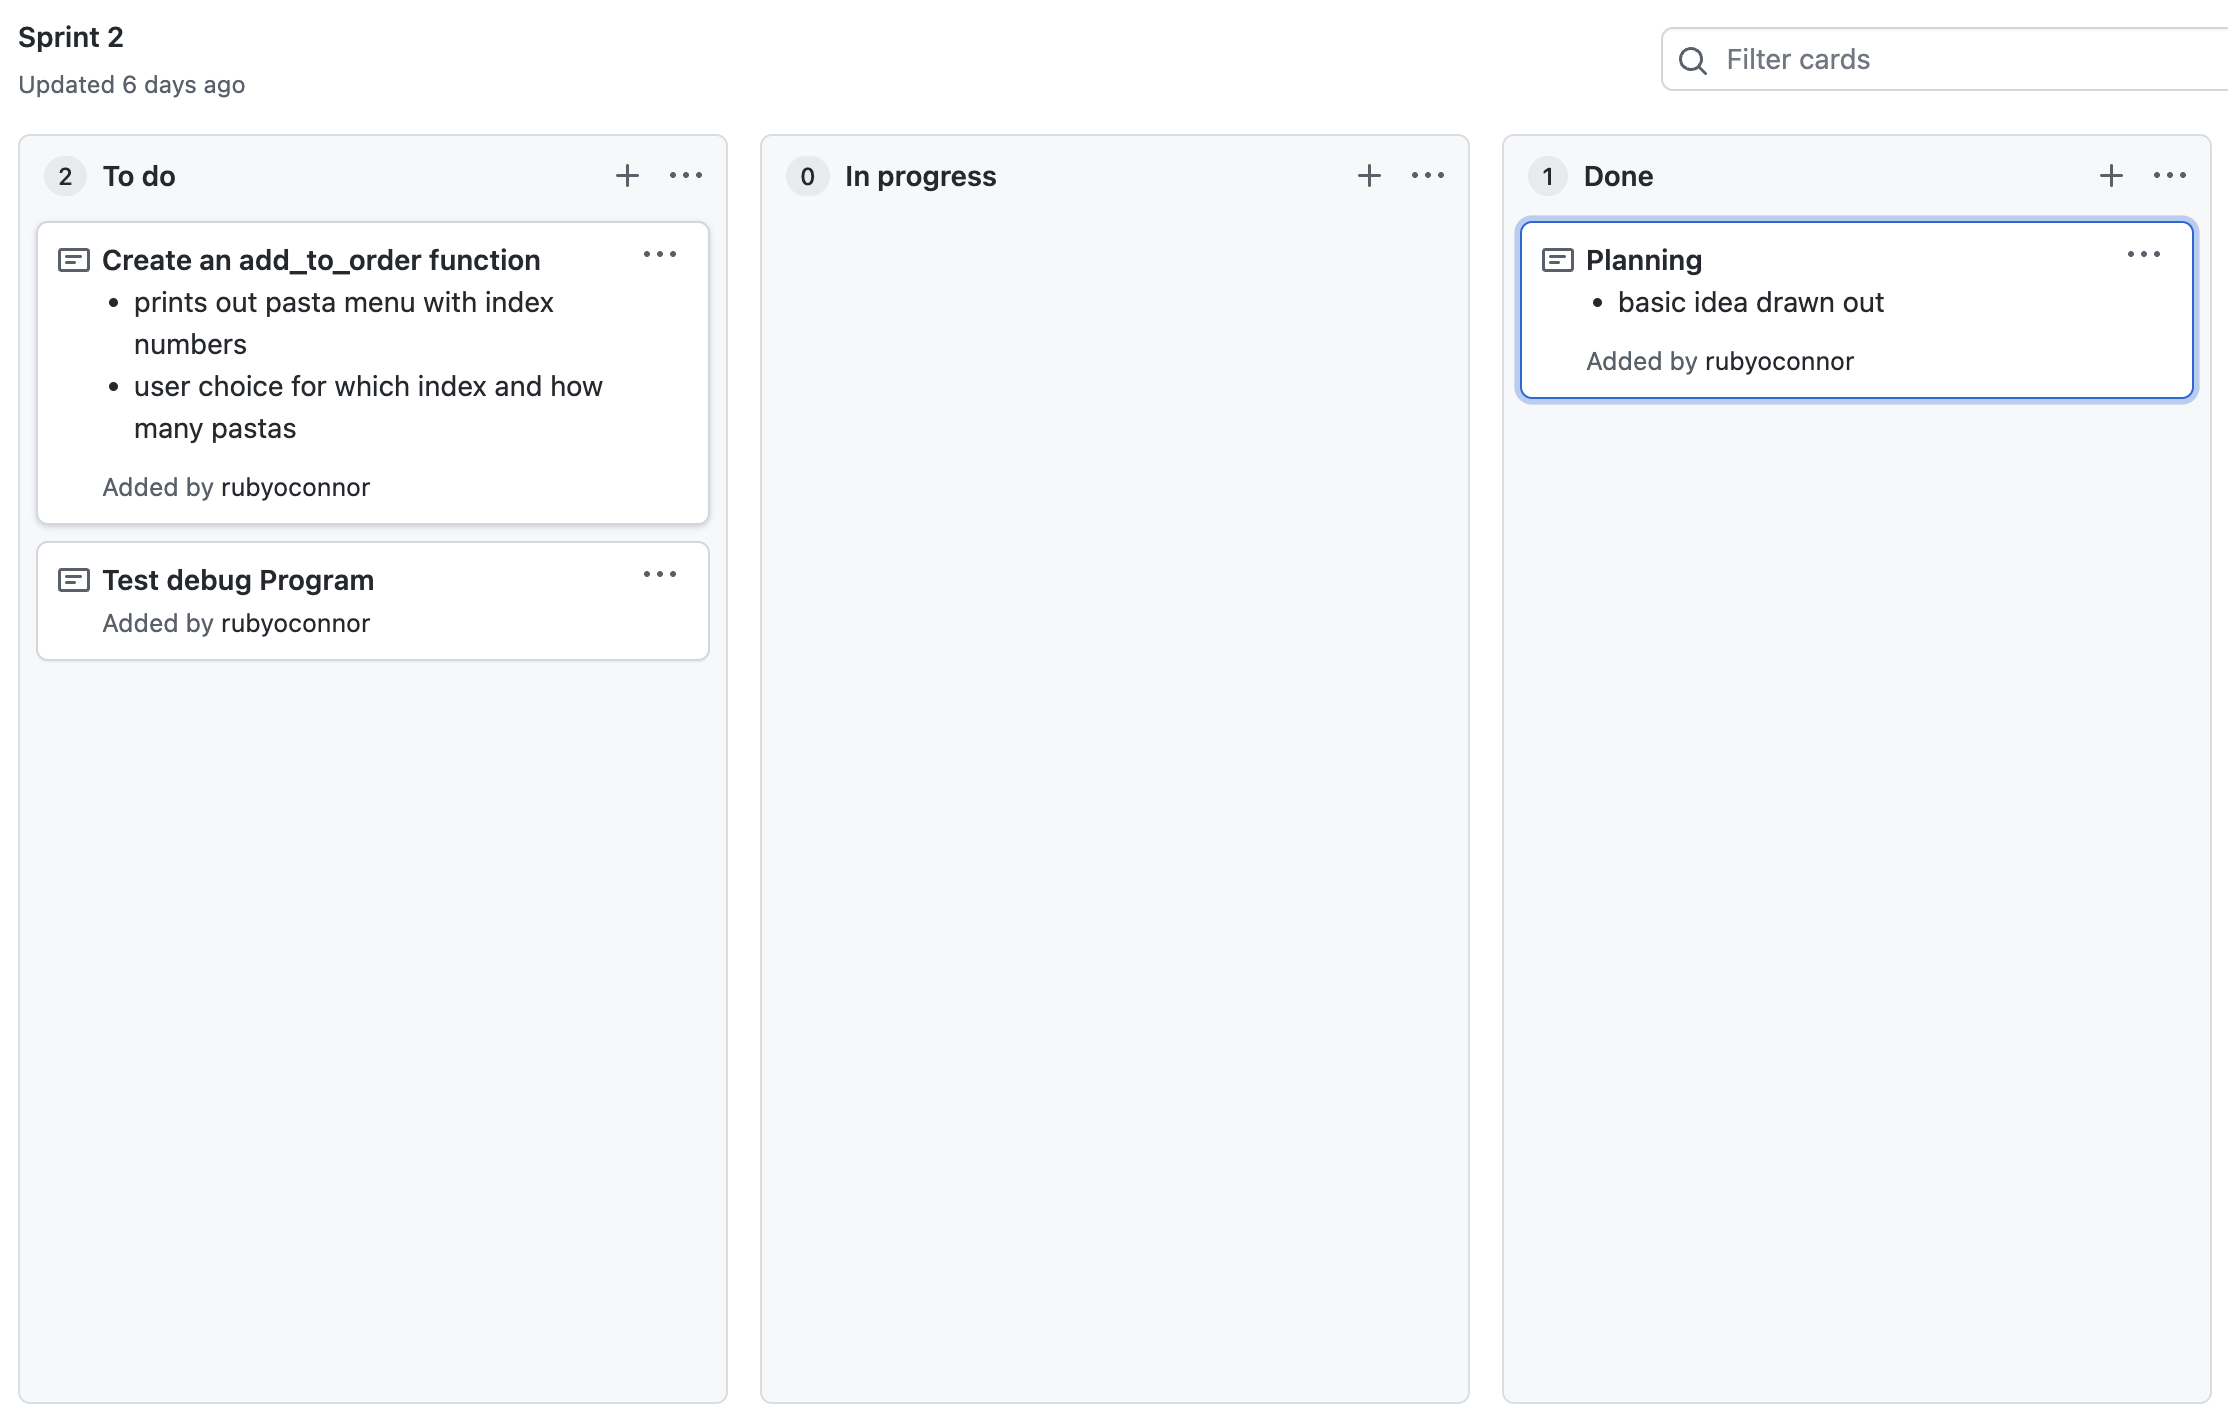 Sprint 2
Updated 6 days ago
Filter cards
2 To do
Create an add_to_order function
• prints out pasta menu with index
numbers
• user choice for which index and how
many pastas
Added by rubyoconnor
Test debug Program
Added by rubyoconnor
0 In progress
1 Done
Planning
• basic idea drawn out
Added by rubyoconnor